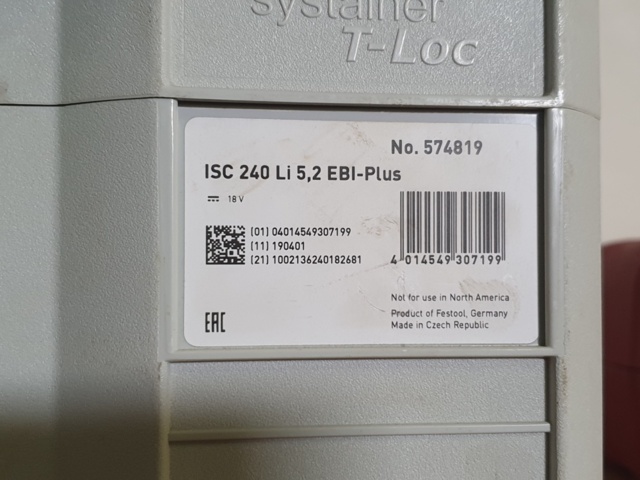 systainer
T-Loc
No. 574819
ISC 240 Li 5,2 EBI-Plus
18 V
(01) 04014549307199
(11) 190401
(21) 1002136240182681
4 014549 307199
Not for use in North America
Product of Festool, Germany
Made in Czech Republic
EAC